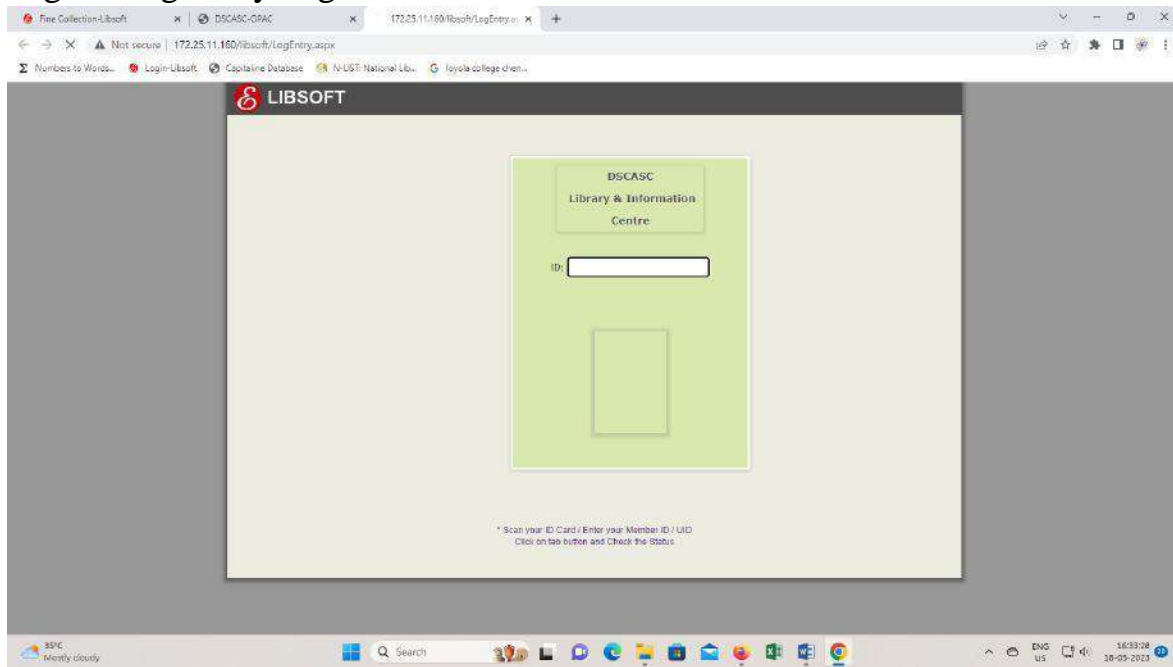 Fine Collection-Libsoft
DSCASC-OPAC
172.25.11.160/libsoft/LogEntry.a
Not secure | 172.25.11.160/libsoft/LogEntry.aspx
Numbers to Words...
Login-Libsoft
Capitaline Database
N-LIST: National Lib...
loyola college chen...
LIBSOFT
DSCASC
Library & Information
Centre
ID:
* Scan your ID Card / Enter your Member ID / UID
Click on tab button and Check the Status
35°C
Mostly cloudy
Search
ENG
US
16:33:28
18-05-2023